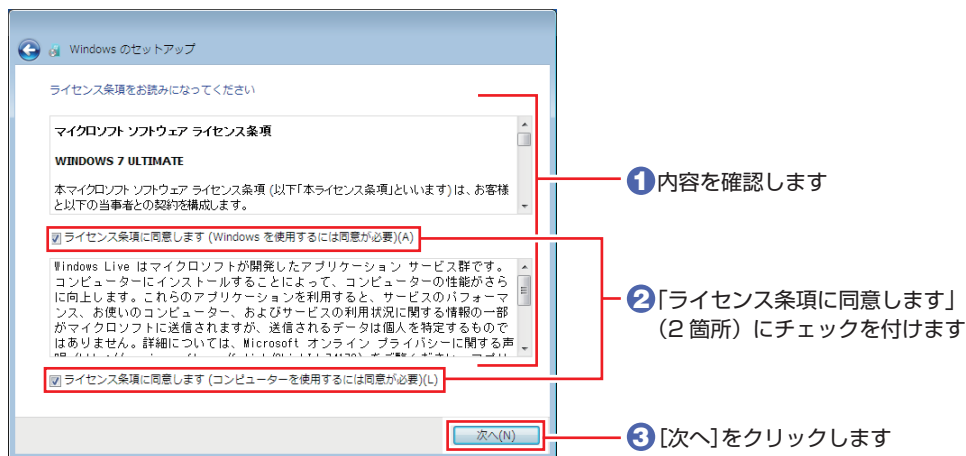 Windows のセットアップ
ライセンス条項をお読みになってください
マイクロソフト ソフトウェア ライセンス条項
WINDOWS 7 ULTIMATE
本マイクロソフト ソフトウェア ライセンス条項 (以下「本ライセンス条項」といいます) は、お客様
と以下の当事者との契約を構成します。
ライセンス条項に同意します (Windows を使用するには同意が必要)(A)
Windows Live はマイクロソフトが開発したアプリケーション サービス群です。
コンピューターにインストールすることによって、コンピューターの性能がさら
に向上します。これらのアプリケーションを利用すると、サービスのパフォーマ
ンス、お使いのコンピューター、およびサービスの利用状況に関する情報の一部
がマイクロソフトに送信されますが、送信されるデータは個人を特定するもので
はありません。詳細については、Microsoft オンライン プライバシーに関する声
ライセンス条項に同意します (コンピューターを使用するには同意が必要)(L)
次へ(N)
1 内容を確認します
2 「ライセンス条項に同意します」
（2 箇所）にチェックを付けます
3 [次へ]をクリックします